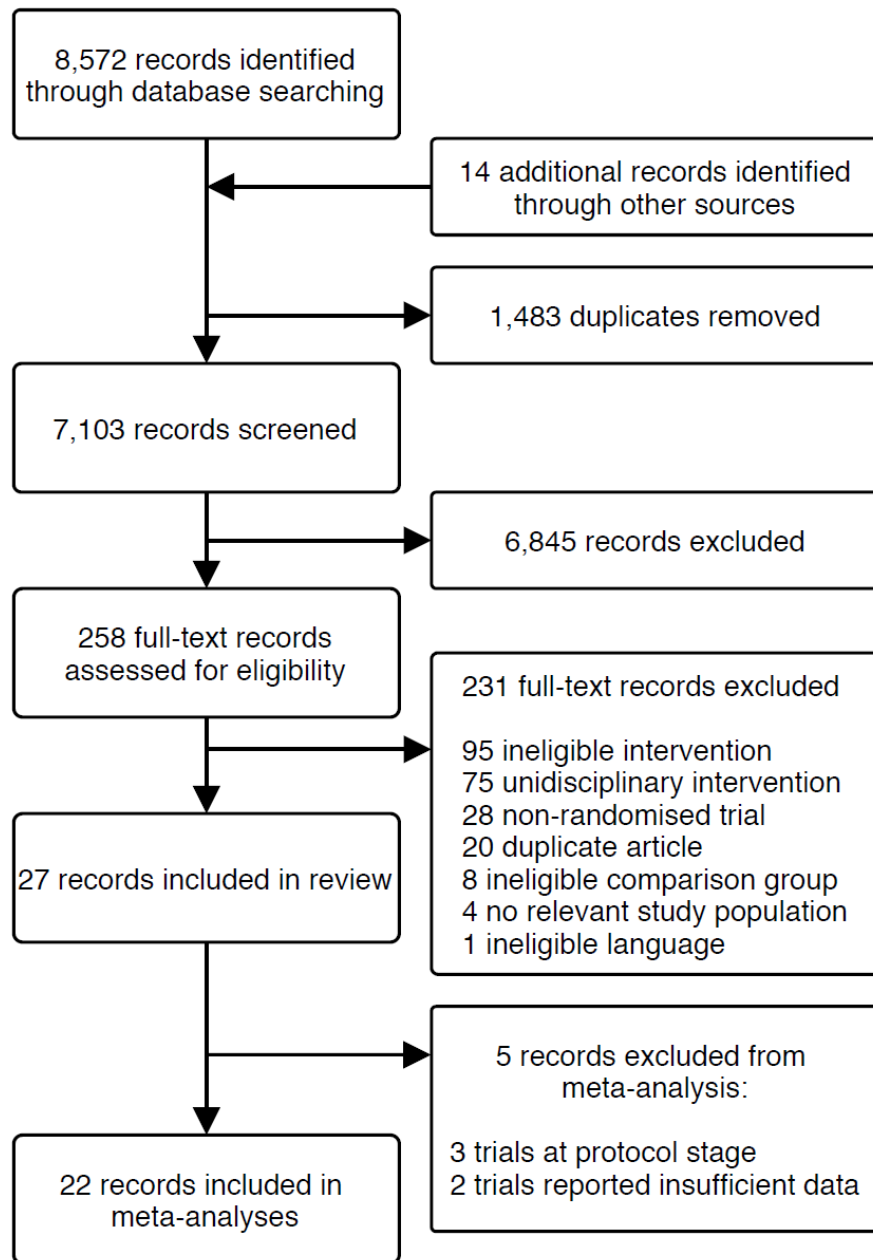 8,572 records identified
through database searching
14 additional records identified
through other sources
1,483 duplicates removed
7,103 records screened
6,845 records excluded
258 full-text records
assessed for eligibility
231 full-text records excluded
95 ineligible intervention
75 unidisciplinary intervention
28 non-randomised trial
20 duplicate article
8 ineligible comparison group
4 no relevant study population
1 ineligible language
27 records included in review
5 records excluded from
meta-analysis:
3 trials at protocol stage
2 trials reported insufficient data
22 records included in
meta-analyses